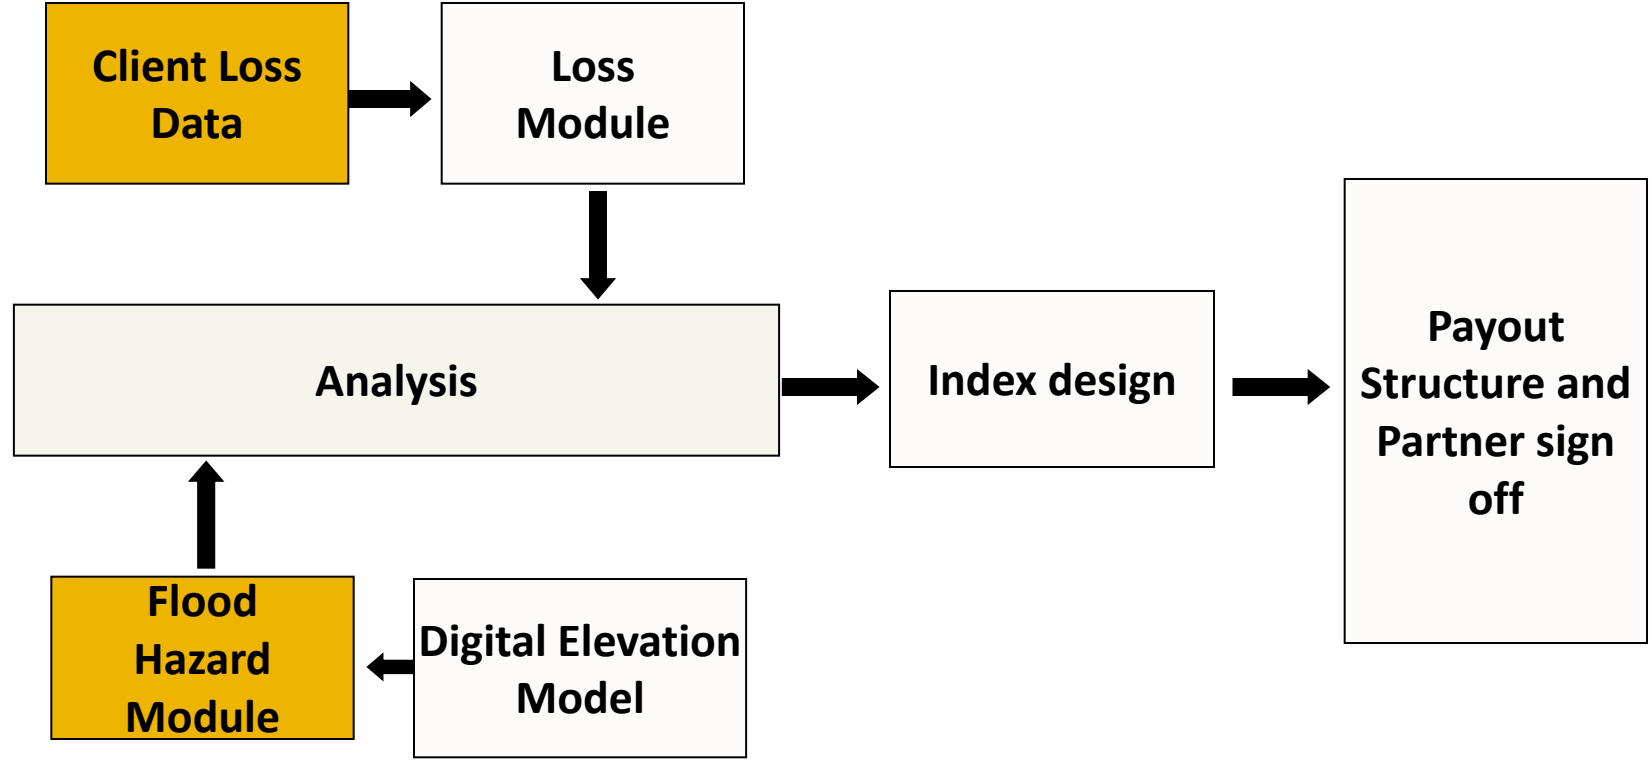 Client Loss
Data
Loss
Module
Analysis
Index design
Payout
Structure and
Partner sign
off
Flood
Hazard
Module
Digital Elevation
Model